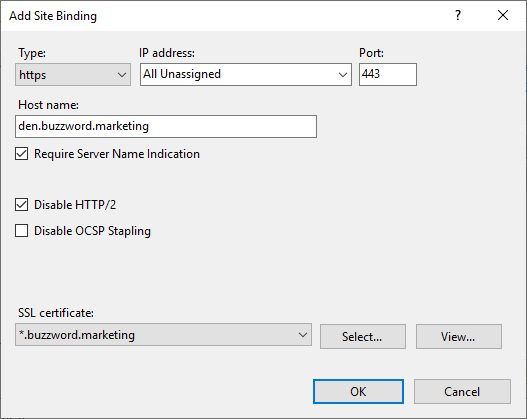 Add Site Binding ?
Type: IP address: Port:
https All Unassigned 443
Host name:
den.buzzword.marketing
Require Server Name Indication
Disable HTTP/2
Disable OCSP Stapling
SSL certificate:
*.buzzword.marketing Select... View...
OK Cancel